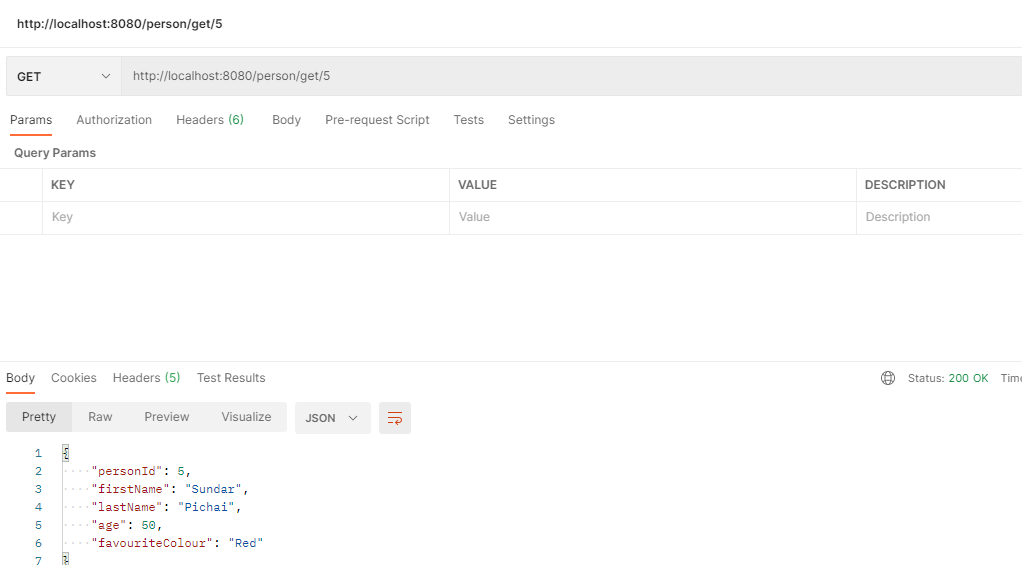 http://localhost:8080/person/get/5
GET http://localhost:8080/person/get/5
Params Authorization Headers (6) Body Pre-request Script Tests Settings
Query Params
KEY VALUE DESCRIPTION
Key Value Description
Body Cookies Headers (5) Test Results Status: 200 OK Time
Pretty Raw Preview Visualize JSON
1 {
2 "personId": 5,
3 "firstName": "Sundar",
4 "lastName": "Pichai",
5 "age": 50,
6 "favouriteColour": "Red"
7 }